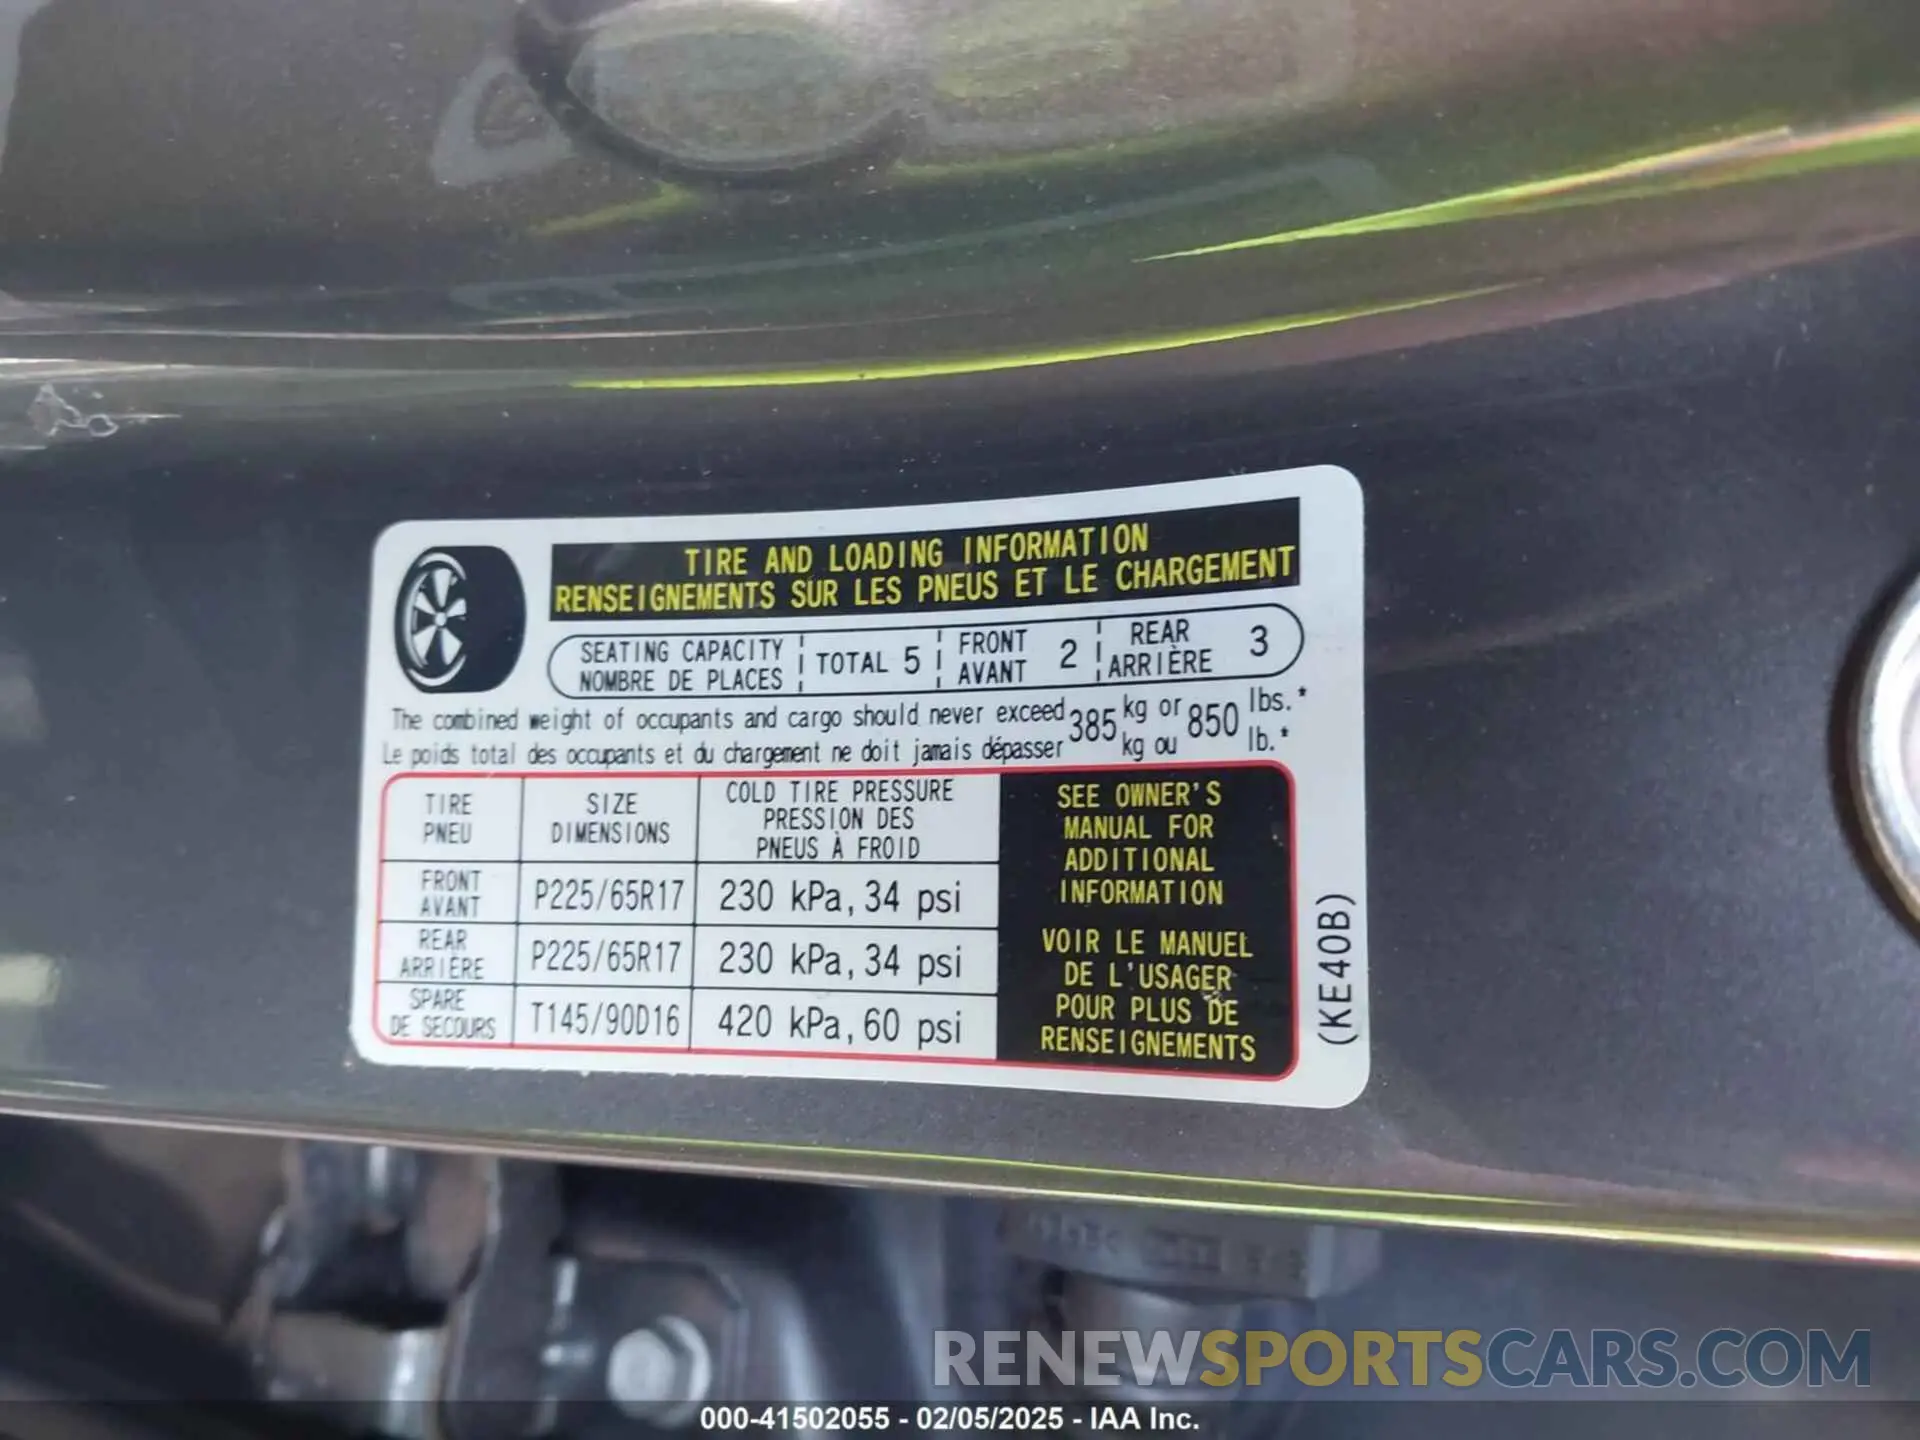 TIRE AND LOADING INFORMATION
RENSEIGNEMENTS SUR LES PNEUS ET LE CHARGEMENT
SEATING CAPACITY
NOMBRE DE PLACES
TOTAL 5
FRONT
AVANT
2
REAR
ARRIÈRE
3
The combined weight of occupants and cargo should never exceed 385 kg or 850 lbs.*
Le poids total des occupants et du chargement ne doit jamais dépasser kg ou lb.*
TIRE
PNEU
SIZE
DIMENSIONS
COLD TIRE PRESSURE
PRESSION DES
PNEUS À FROID
FRONT
AVANT
P225/65R17
230 kPa, 34 psi
REAR
ARRIÈRE
P225/65R17
230 kPa, 34 psi
SPARE
DE SECOURS
T145/90D16
420 kPa, 60 psi
SEE OWNER'S
MANUAL FOR
ADDITIONAL
INFORMATION
VOIR LE MANUEL
DE L'USAGER
POUR PLUS DE
RENSEIGNEMENTS
(KE40B)
RENEWSPORTSCARS.COM
000-41502055 - 02/05/2025 - IAA Inc.